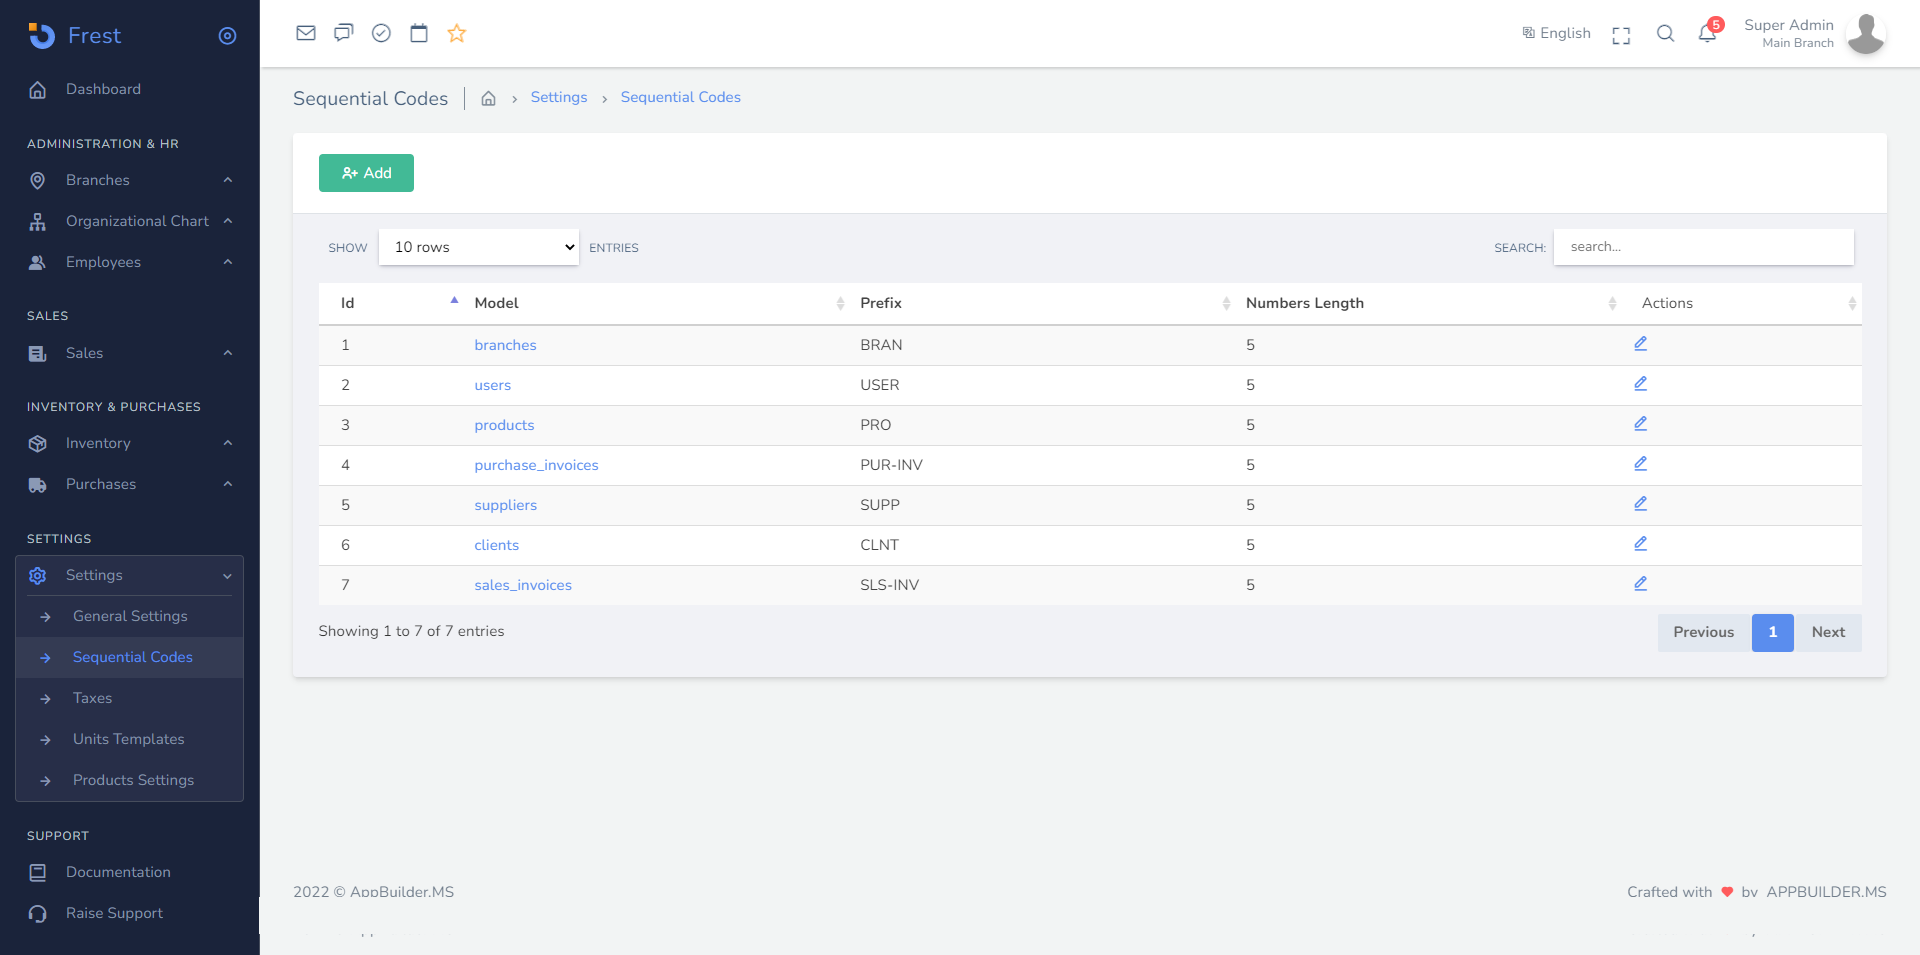 Frest
Dashboard
ADMINISTRATION & HR
Branches
Organizational Chart
Employees
SALES
Sales
INVENTORY & PURCHASES
Inventory
Purchases
SETTINGS
Settings
General Settings
Sequential Codes
Taxes
Units Templates
Products Settings
SUPPORT
Documentation
Raise Support
English
5
Super Admin
Main Branch
Sequential Codes
Settings
Sequential Codes
Add
SHOW 10 rows ENTRIES
SEARCH: search...
Id Model Prefix Numbers Length Actions
1 branches BRAN 5
2 users USER 5
3 products PRO 5
4 purchase_invoices PUR-INV 5
5 suppliers SUPP 5
6 clients CLNT 5
7 sales_invoices SLS-INV 5
Showing 1 to 7 of 7 entries
Previous 1 Next
2022 © AppBuilder.MS
Crafted with by APPBUILDER.MS